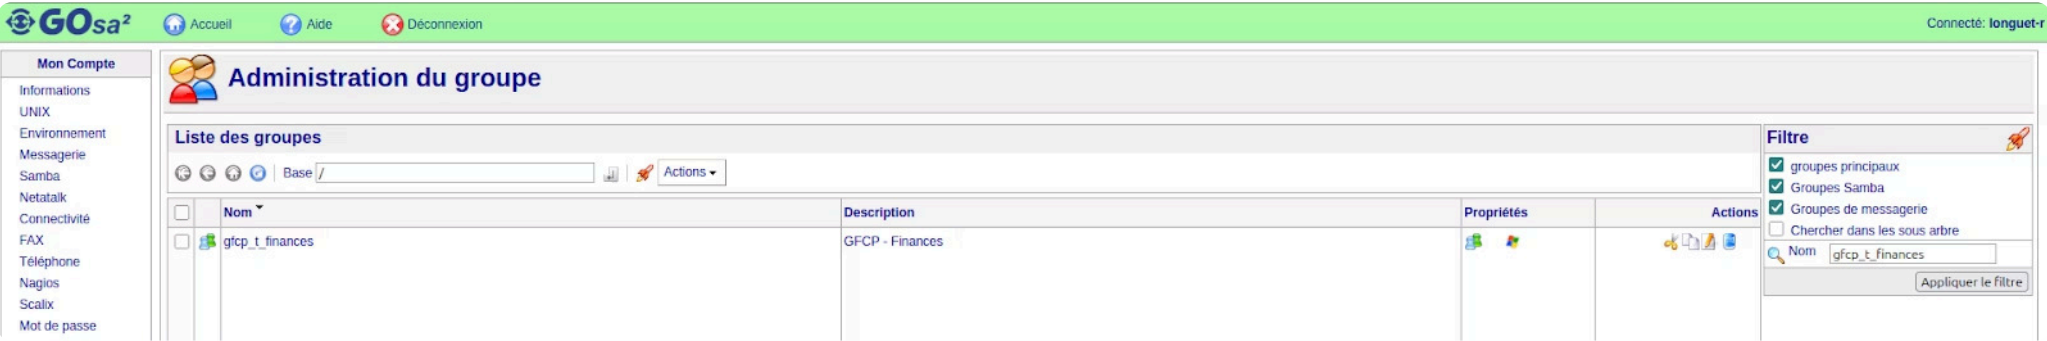 GOsa² Accueil Aide Déconnexion Connecté: longuet-r
Mon Compte
Informations
UNIX
Environnement
Messagerie
Samba
Netatalk
Connectivité
FAX
Téléphone
Nagios
Scalix
Mot de passe
Administration du groupe
Liste des groupes
Base / Actions
Nom Description Propriétés Actions
gfcp_t_finances GFCP - Finances
Filtre
groupes principaux
Groupes Samba
Groupes de messagerie
Chercher dans les sous arbre
Nom gfcp_t_finances
Appliquer le filtre